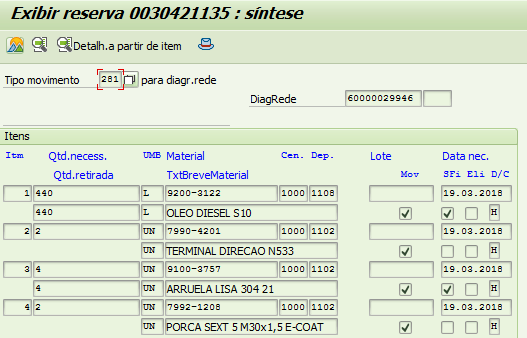 Exibir reserva 0030421135 : síntese
Detalh.a partir de item
Tipo movimento 281 para diagr.rede
DiagRede 60000029946
Itens
Itm Qtd.necess. UMB Material Cen. Dep. Lote Data nec.
Qtd.retirada TxtBreveMaterial Mov SFi Eli D/C
1 440 L 9200-3122 1000 1108 19.03.2018
440 L OLEO DIESEL S10 H
2 2 UN 7990-4201 1000 1102 19.03.2018
UN TERMINAL DIRECAO N533 H
3 4 UN 9100-3757 1000 1102 19.03.2018
4 UN ARRUELA LISA 304 21 H
4 2 UN 7992-1208 1000 1102 19.03.2018
UN PORCA SEXT 5 M30x1,5 E-COAT H